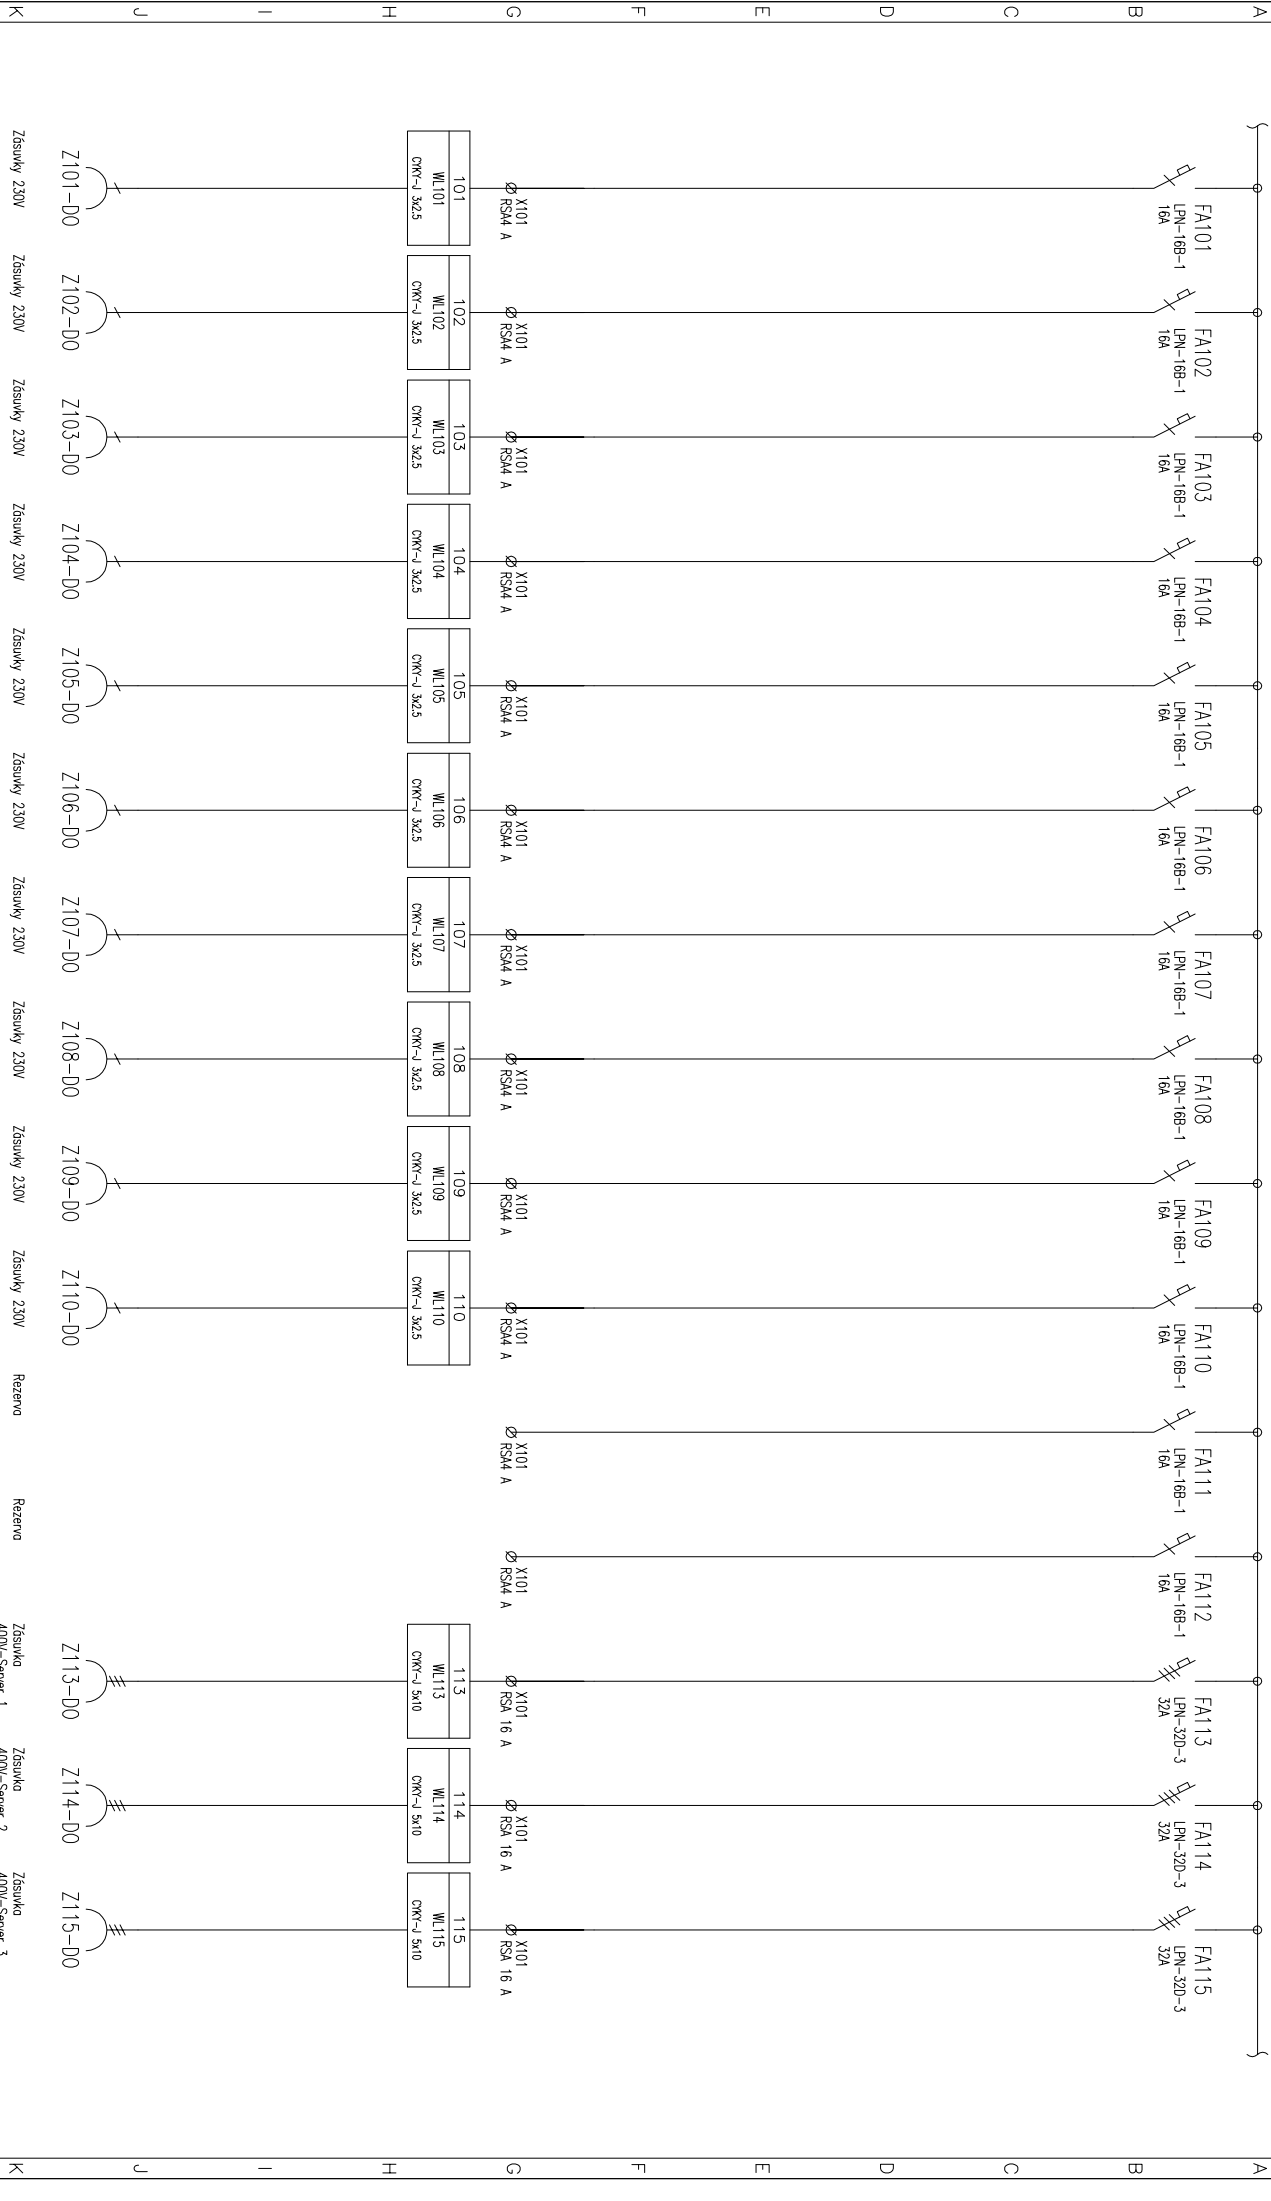 A
B
C
D
E
F
G
H
I
J
K
FA101
LPN-16B-1
16A
FA102
LPN-16B-1
16A
FA103
LPN-16B-1
16A
FA104
LPN-16B-1
16A
FA105
LPN-16B-1
16A
FA106
LPN-16B-1
16A
FA107
LPN-16B-1
16A
FA108
LPN-16B-1
16A
FA109
LPN-16B-1
16A
FA110
LPN-16B-1
16A
FA111
LPN-16B-1
16A
FA112
LPN-16B-1
16A
FA113
LPN-32D-3
32A
FA114
LPN-32D-3
32A
FA115
LPN-32D-3
32A
X101
RSA4 A
X101
RSA4 A
X101
RSA4 A
X101
RSA4 A
X101
RSA4 A
X101
RSA4 A
X101
RSA4 A
X101
RSA4 A
X101
RSA4 A
X101
RSA4 A
X101
RSA4 A
X101
RSA4 A
X101
RSA 16 A
X101
RSA 16 A
X101
RSA 16 A
101
WL101
CYKY-J 3x2.5
102
WL102
CYKY-J 3x2.5
103
WL103
CYKY-J 3x2.5
104
WL104
CYKY-J 3x2.5
105
WL105
CYKY-J 3x2.5
106
WL106
CYKY-J 3x2.5
107
WL107
CYKY-J 3x2.5
108
WL108
CYKY-J 3x2.5
109
WL109
CYKY-J 3x2.5
110
WL110
CYKY-J 3x2.5
113
WL113
CYKY-J 5x10
114
WL114
CYKY-J 5x10
115
WL115
CYKY-J 5x10
Z101-DO
Z102-DO
Z103-DO
Z104-DO
Z105-DO
Z106-DO
Z107-DO
Z108-DO
Z109-DO
Z110-DO
Z113-DO
Z114-DO
Z115-DO
Zásuvky 230V
Zásuvky 230V
Zásuvky 230V
Zásuvky 230V
Zásuvky 230V
Zásuvky 230V
Zásuvky 230V
Zásuvky 230V
Zásuvky 230V
Zásuvky 230V
Rezerva
Rezerva
Zásuvka
400V-Server 1
Zásuvka
400V-Server 2
Zásuvka
400V-Server 3
A
B
C
D
E
F
G
H
I
J
K